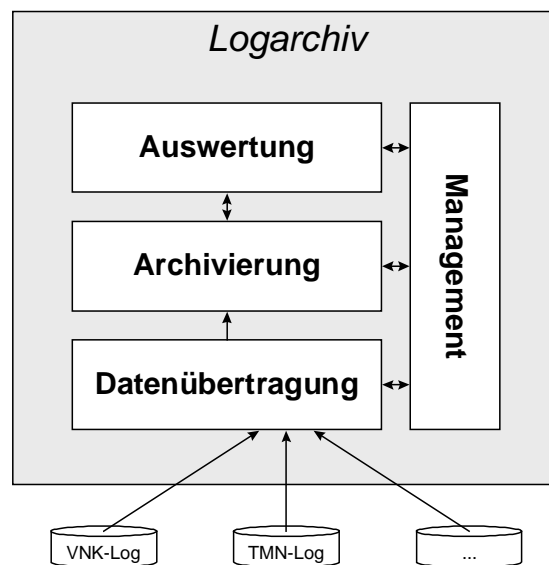 Logarchiv
Auswertung
Archivierung
Datenübertragung
Management
VNK-Log
TMN-Log
...